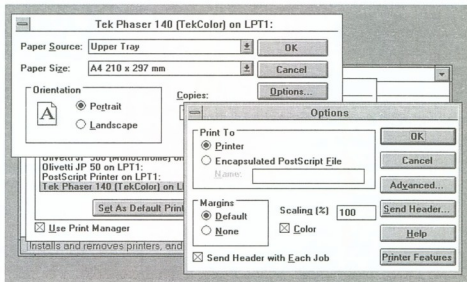 Tek Phaser 140 (TekColor) on LPT1:
Paper Source: Upper Tray
OK
Paper Size: A4 210 x 297 mm
Cancel
Orientation
Portrait
Landscape
A
Copies:
Options...
Olivetti JP
on
Olivetti JP 50 on LPT1:
PostScript Printer on LPT1:
Tek Phaser 140 (TekColor) on L
Set As Default Print
Use Print Manager
Installs and removes printers, and
Options
Print To
Printer
Encapsulated PostScript File
Name:
OK
Cancel
Advanced...
Margins
Default
None
Scaling (%) 100
Color
Send Header...
Help
Send Header with Each Job
Printer Features